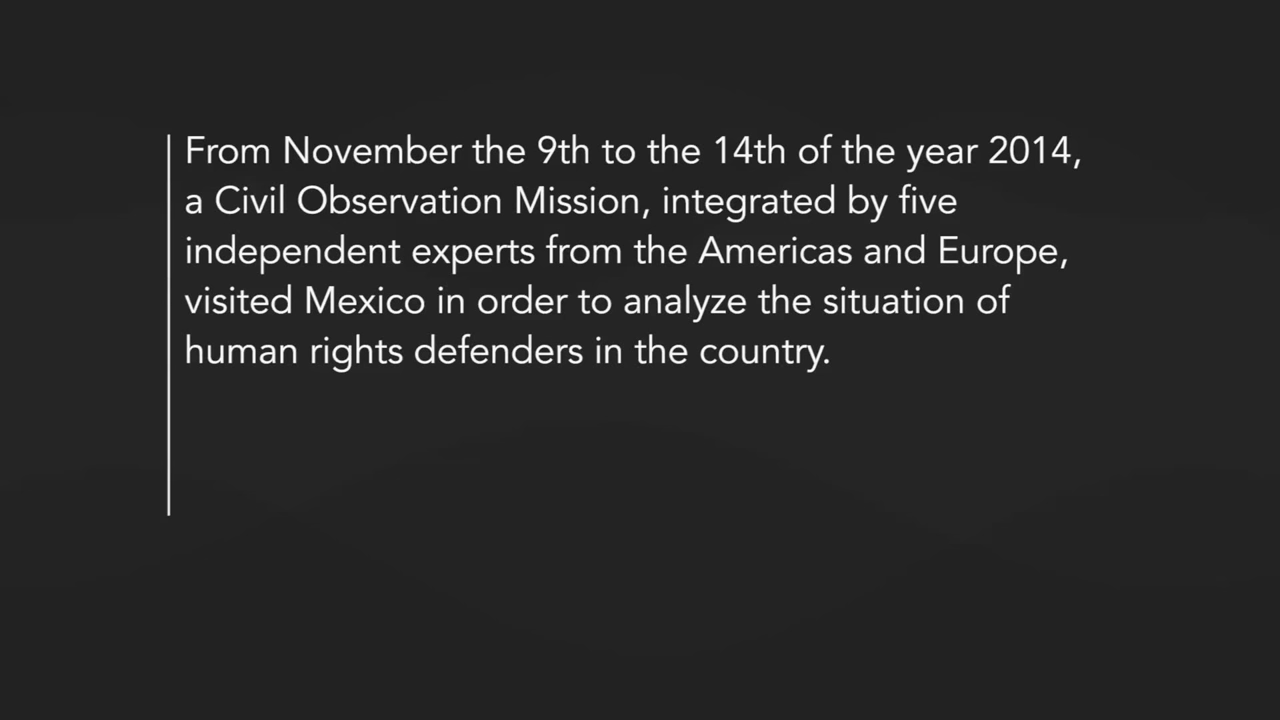 From November the 9th to the 14th of the year 2014,
a Civil Observation Mission, integrated by five
independent experts from the Americas and Europe,
visited Mexico in order to analyze the situation of
human rights defenders in the country.